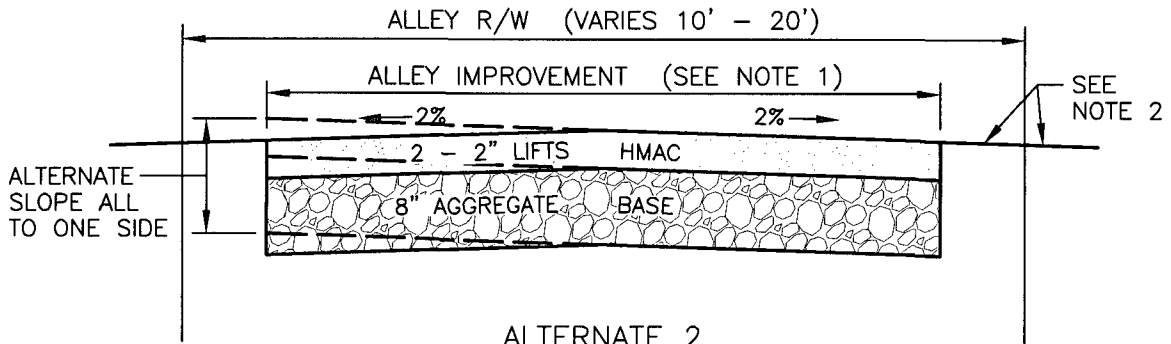 ALLEY R/W (VARIES 10' - 20')
ALLEY IMPROVEMENT (SEE NOTE 1)
2%
2%
SEE
NOTE 2
2 - 2" LIFTS HMAC
ALTERNATE
SLOPE ALL
TO ONE SIDE
8" AGGREGATE BASE
ALTERNATE 2